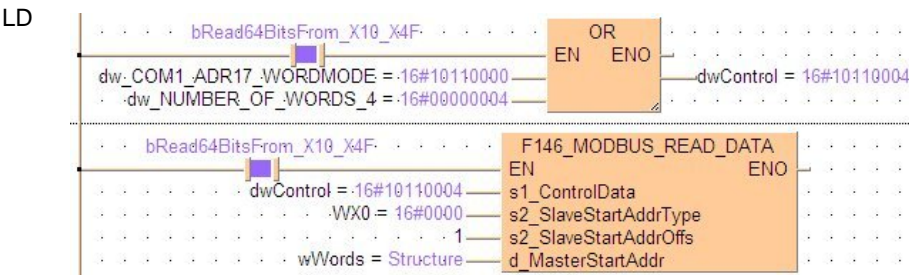 LD
bRead64BitsFrom_X10_X4F
OR
EN ENO
dw_COM1_ADR17_WORDMODE = 16#10110000
dwControl = 16#10110004
dw_NUMBER_OF_WORDS_4 = 16#00000004
bRead64BitsFrom_X10_X4F
F146_MODBUS_READ_DATA
EN ENO
dwControl = 16#10110004 s1_ControlData
WX0 = 16#0000 s2_SlaveStartAddrType
1 s2_SlaveStartAddrOffs
wWords = Structure d_MasterStartAddr